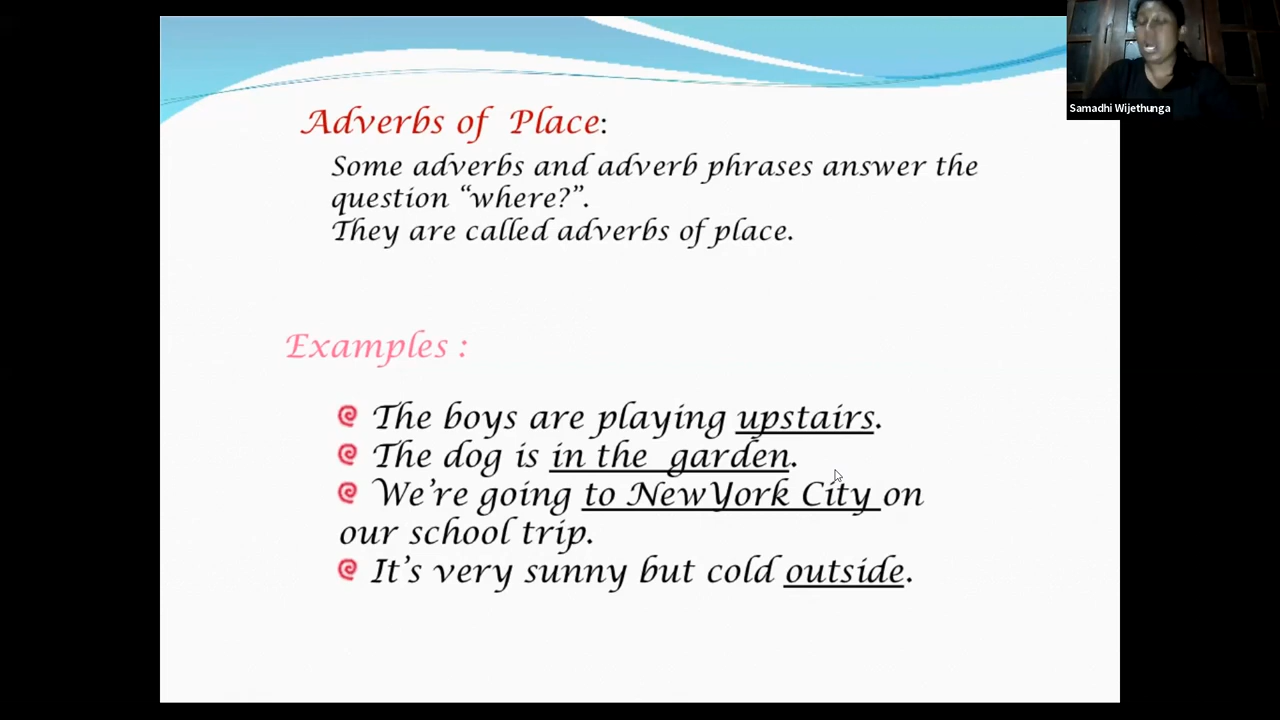 Adverbs of Place:
Some adverbs and adverb phrases answer the
question “where?”.
They are called adverbs of place.
Examples :
The boys are playing upstairs.
The dog is in the garden.
We’re going to NewYork City on
our school trip.
It’s very sunny but cold outside.
Samadhi Wijethunga